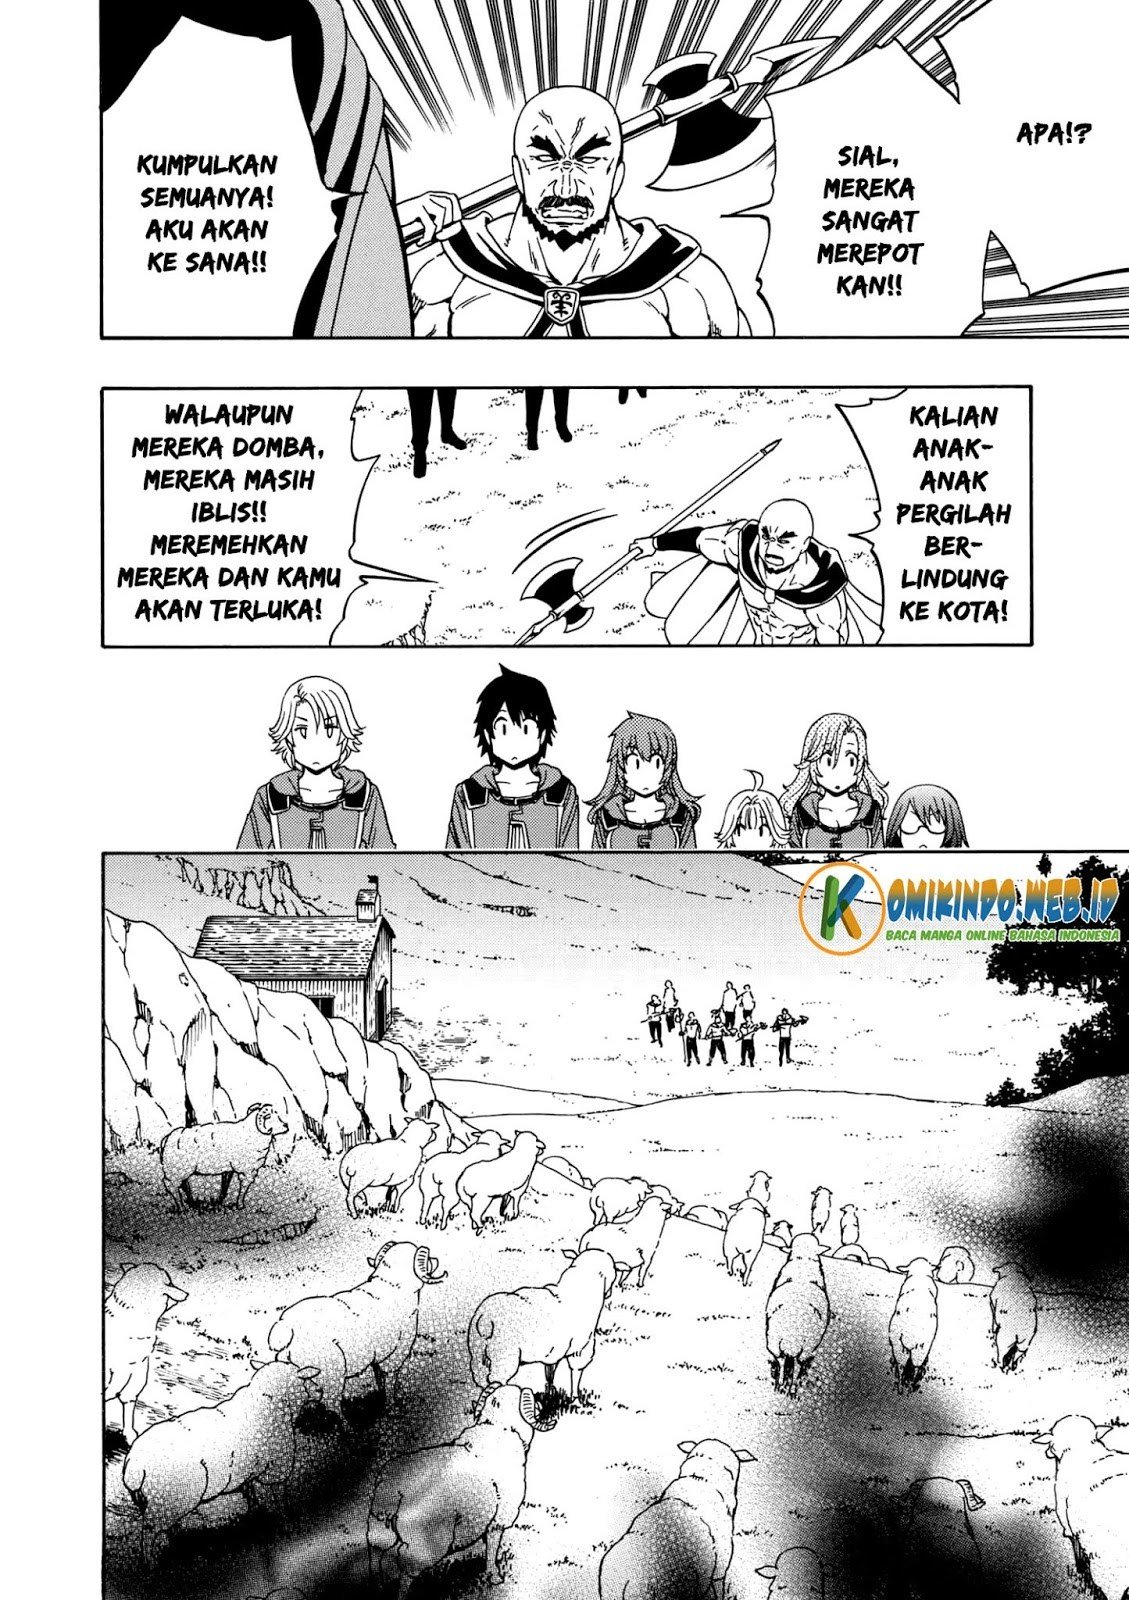 APA!?
SIAL,
MEREKA
SANGAT
MEREPOT
KAN!!
KUMPULKAN
SEMUANYA!
AKU AKAN
KE SANA!!
KALIAN
ANAK-
ANAK
PERGILAH
BER-
LINDUNG
KE KOTA!
WALAUPUN
MEREKA DOMBA,
MEREKA MASIH
IBLIS!!
MEREMEHKAN
MEREKA DAN KAMU
AKAN TERLUKA!
KOMIKINDO.WEB.ID
BACA MANGA ONLINE BAHASA INDONESIA